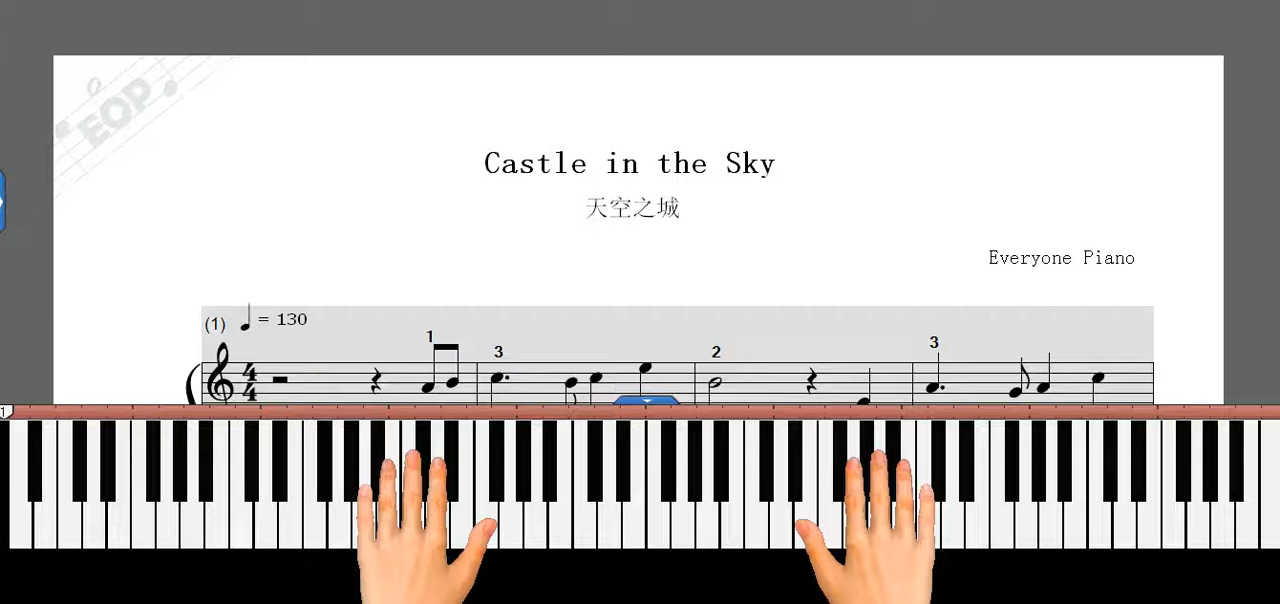 EOP
Castle in the Sky
天空之城
Everyone Piano
(1) = 130
1 3 2 3
4
4
1